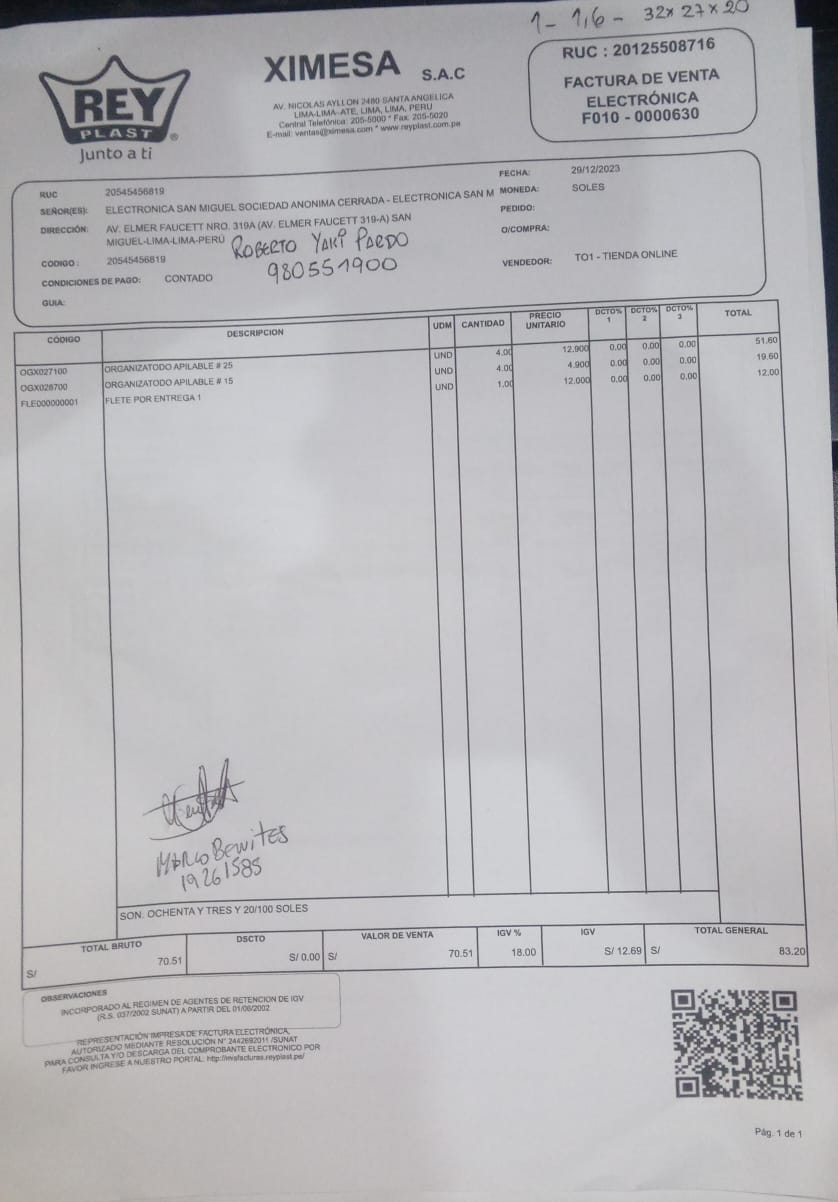 1- 1,6 - 32x27x20
REY
PLAST ®
Junto a ti
XIMESA S.A.C
AV. NICOLAS AYLLON 2480 SANTA ANGELICA
LIMA-LIMA-ATE, LIMA, LIMA, PERU
Central Telefónica: 205-5000 * Fax: 205-5020
E-mail: ventas@ximesa.com * www.reyplast.com.pe
RUC : 20125508716
FACTURA DE VENTA
ELECTRÓNICA
F010 - 0000630
RUC 20545456819
SEÑOR(ES): ELECTRONICA SAN MIGUEL SOCIEDAD ANONIMA CERRADA - ELECTRONICA SAN M
DIRECCIÓN: AV. ELMER FAUCETT NRO. 319A (AV. ELMER FAUCETT 319-A) SAN
MIGUEL-LIMA-LIMA-PERÚ
ROBERTO YAKI PARDO
CODIGO : 20545456819
980551900
CONDICIONES DE PAGO: CONTADO
GUIA:
FECHA: 29/12/2023
MONEDA: SOLES
PEDIDO:
O/COMPRA:
VENDEDOR: TO1 - TIENDA ONLINE
CÓDIGO DESCRIPCION UDM CANTIDAD PRECIO UNITARIO DCTO% 1 DCTO% 2 DCTO% 3 TOTAL
OGX027100 ORGANIZATODO APILABLE # 25 UND 4.00 12.900 0.00 0.00 0.00 51.60
OGX026700 ORGANIZATODO APILABLE # 15 UND 4.00 4.900 0.00 0.00 0.00 19.60
FLE000000001 FLETE POR ENTREGA 1 UND 1.00 12.000 0.00 0.00 0.00 12.00
MARCO BENITES
19261585
SON. OCHENTA Y TRES Y 20/100 SOLES
TOTAL BRUTO DSCTO VALOR DE VENTA IGV % IGV TOTAL GENERAL
S/ 70.51 S/ 0.00 S/ 70.51 18.00 S/ 12.69 S/ 83.20
OBSERVACIONES
INCORPORADO AL REGIMEN DE AGENTES DE RETENCION DE IGV
(R.S. 037/2002 SUNAT) A PARTIR DEL 01/06/2002
REPRESENTACIÓN IMPRESA DE FACTURA ELECTRÓNICA,
AUTORIZADO MEDIANTE RESOLUCIÓN N° 2442692011 /SUNAT
PARA CONSULTA Y/O DESCARGA DEL COMPROBANTE ELECTRONICO POR
FAVOR INGRESE A NUESTRO PORTAL: http://misfacturas.reyplast.pe/
Pág. 1 de 1